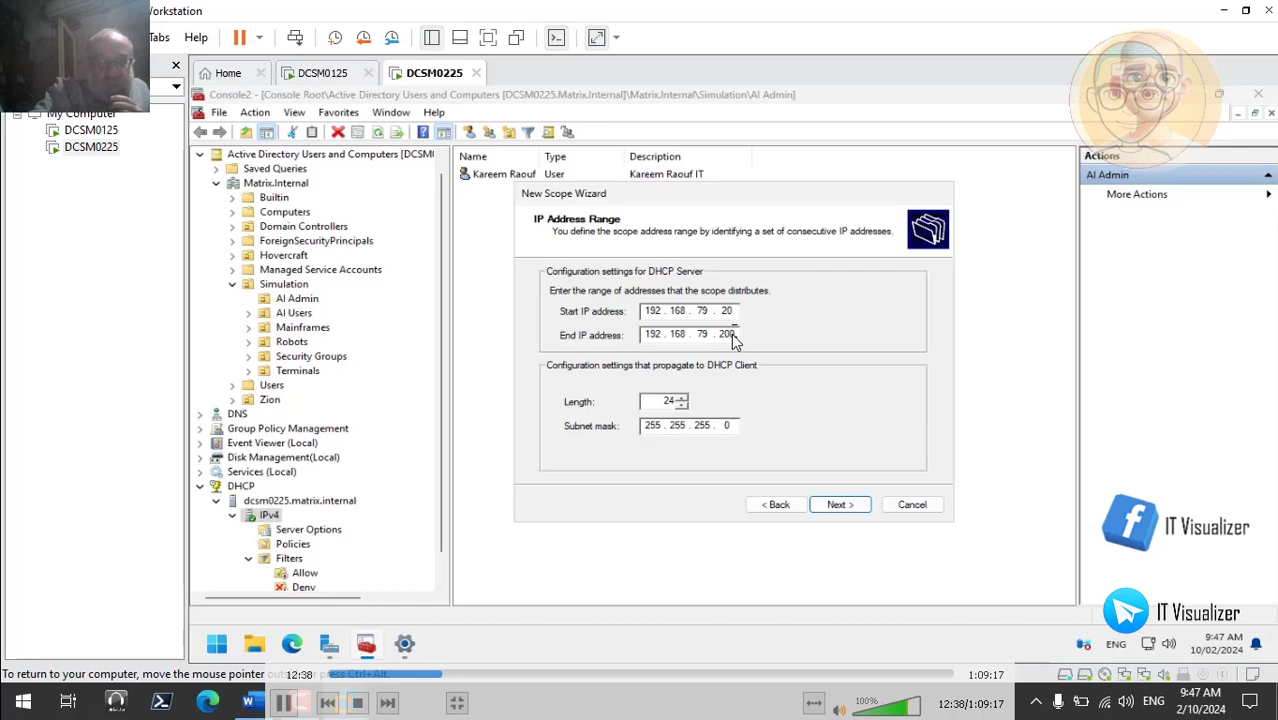 orkstation
Tabs Help
Home DCSM0125 DCSM0225
Console2 - [Console Root\Active Directory Users and Computers [DCSM0225.Matrix.Internal]\Matrix.Internal\Simulation\AI Admin]
File Action View Favorites Window Help
My Computer
DCSM0125
DCSM0225
Active Directory Users and Computers [DCSM0
Saved Queries
Matrix.Internal
Builtin
Computers
Domain Controllers
ForeignSecurityPrincipals
Hovercraft
Managed Service Accounts
Simulation
AI Admin
AI Users
Mainframes
Robots
Security Groups
Terminals
Users
Zion
DNS
Group Policy Management
Event Viewer (Local)
Disk Management(Local)
Services (Local)
DHCP
dcsm0225.matrix.internal
IPv4
Server Options
Policies
Filters
Allow
Deny
Name Type Description
Kareem Raouf User Kareem Raouf IT
New Scope Wizard
IP Address Range
You define the scope address range by identifying a set of consecutive IP addresses.
Configuration settings for DHCP Server
Enter the range of addresses that the scope distributes.
Start IP address: 192 . 168 . 79 . 20
End IP address: 192 . 168 . 79 . 200
Configuration settings that propagate to DHCP Client
Length: 24
Subnet mask: 255 . 255 . 255 . 0
< Back Next > Cancel
Actions
AI Admin
More Actions
IT Visualizer
IT Visualizer
ENG 9:47 AM
10/02/2024
To return to your computer, move the mouse pointer press Ctrl+Alt.
12:38 1:09:17
100% 12:38/1:09:17
ENG 9:47 AM
2/10/2024